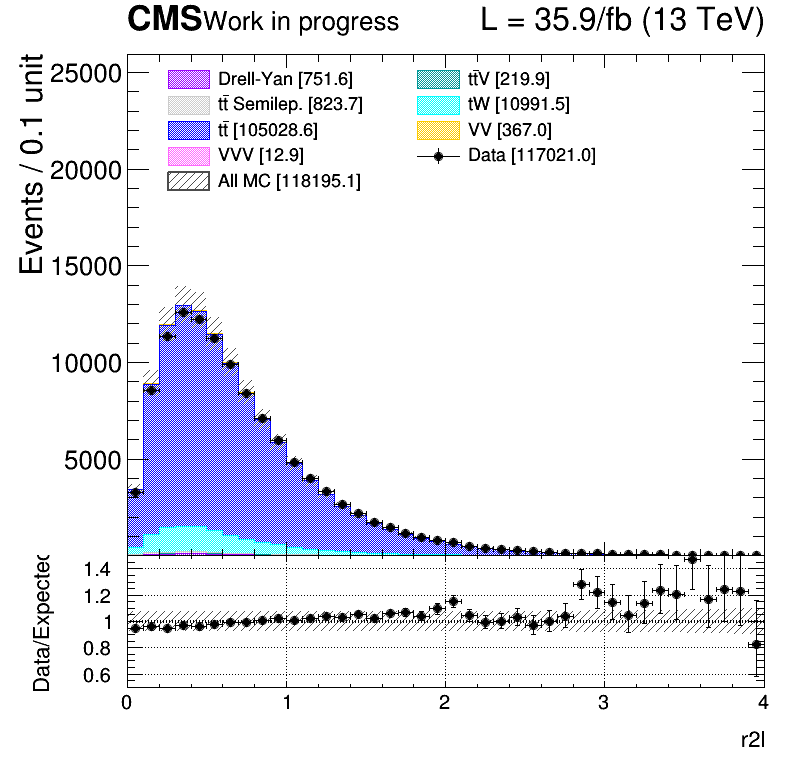 CMS Work in progress L = 35.9/fb (13 TeV)
Events / 0.1 unit
25000
20000
15000
10000
5000
Drell-Yan [751.6]
tt̄ Semilep. [823.7]
tt̄ [105028.6]
VVV [12.9]
All MC [118195.1]
tt̄V [219.9]
tW [10991.5]
VV [367.0]
Data [117021.0]
Data/Expected
1.4
1.2
1
0.8
0.6
0 1 2 3 4
r2l